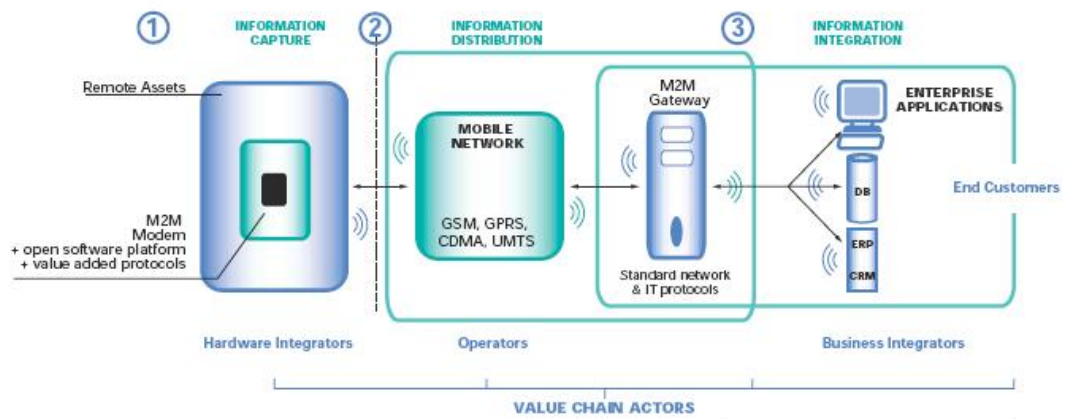 1
INFORMATION
CAPTURE
2
INFORMATION
DISTRIBUTION
3
INFORMATION
INTEGRATION
Remote Assets
M2M
Modem
+ open software platform
+ value added protocols
MOBILE
NETWORK
GSM, GPRS,
CDMA, UMTS
M2M
Gateway
Standard network
& IT protocols
ENTERPRISE
APPLICATIONS
DB
ERP
CRM
End Customers
Hardware Integrators
Operators
Business Integrators
VALUE CHAIN ACTORS